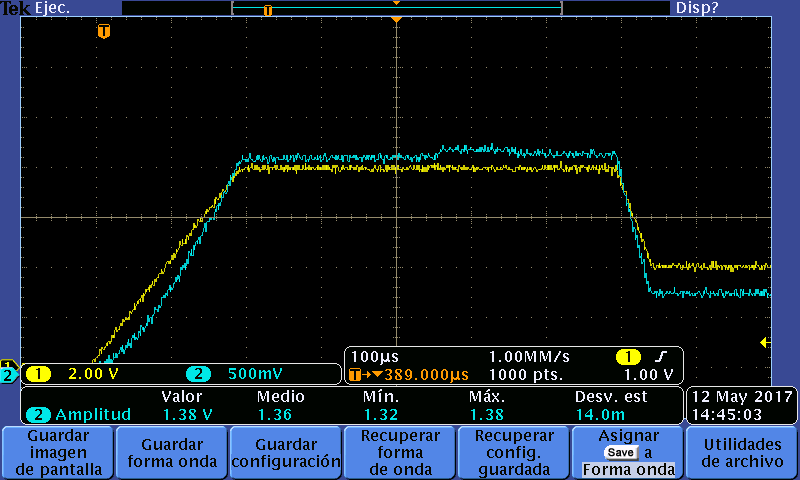 Tek Ejec. Disp?
T
T
1
2
1 2.00 V 2 500mV
100µs 1.00MM/s 1 ʃ
T→▼389.000µs 1000 pts. 1.00 V
Valor Medio Mín. Máx. Desv. est
2 Amplitud 1.38 V 1.36 1.32 1.38 14.0m
12 May 2017
14:45:03
Guardar
imagen
de pantalla
Guardar
forma onda
Guardar
configuración
Recuperar
forma
de onda
Recuperar
config.
guardada
Asignar
Save a
Forma onda
Utilidades
de archivo